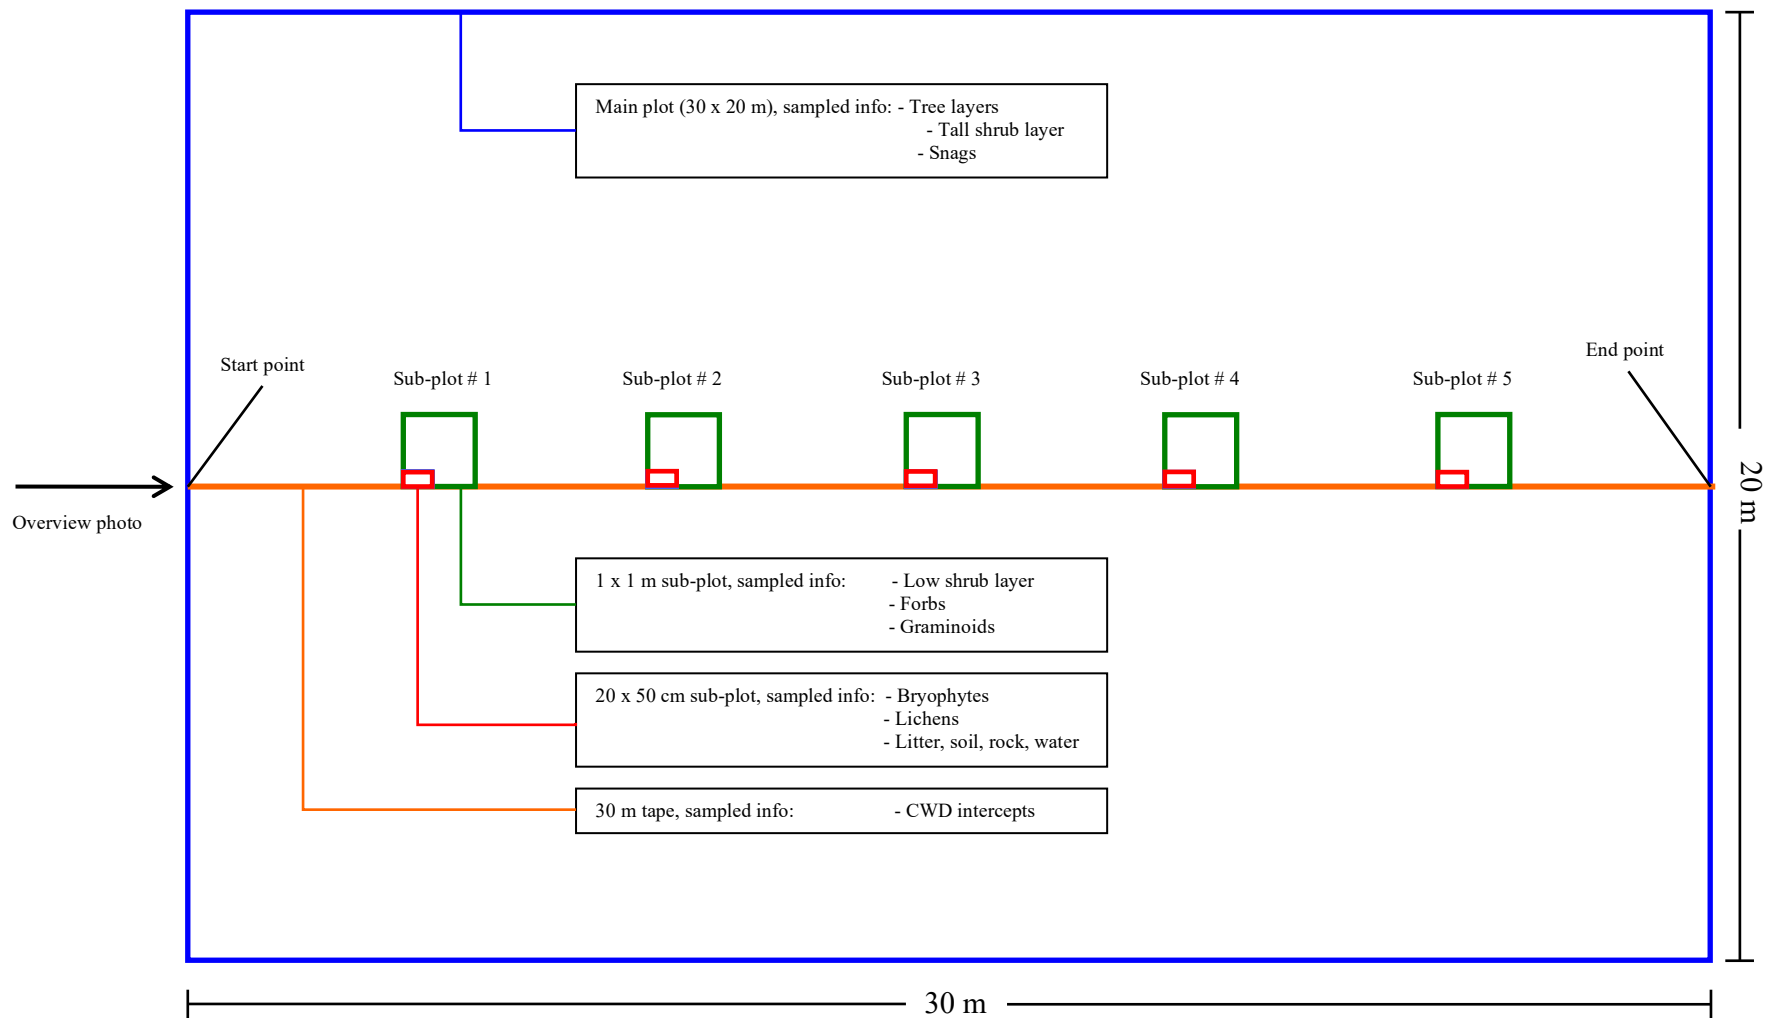 Main plot (30 x 20 m), sampled info: - Tree layers
- Tall shrub layer
- Snags
Start point
Sub-plot # 1
Sub-plot # 2
Sub-plot # 3
Sub-plot # 4
Sub-plot # 5
End point
20 m
Overview photo
1 x 1 m sub-plot, sampled info: - Low shrub layer
- Forbs
- Graminoids
20 x 50 cm sub-plot, sampled info: - Bryophytes
- Lichens
- Litter, soil, rock, water
30 m tape, sampled info: - CWD intercepts
30 m